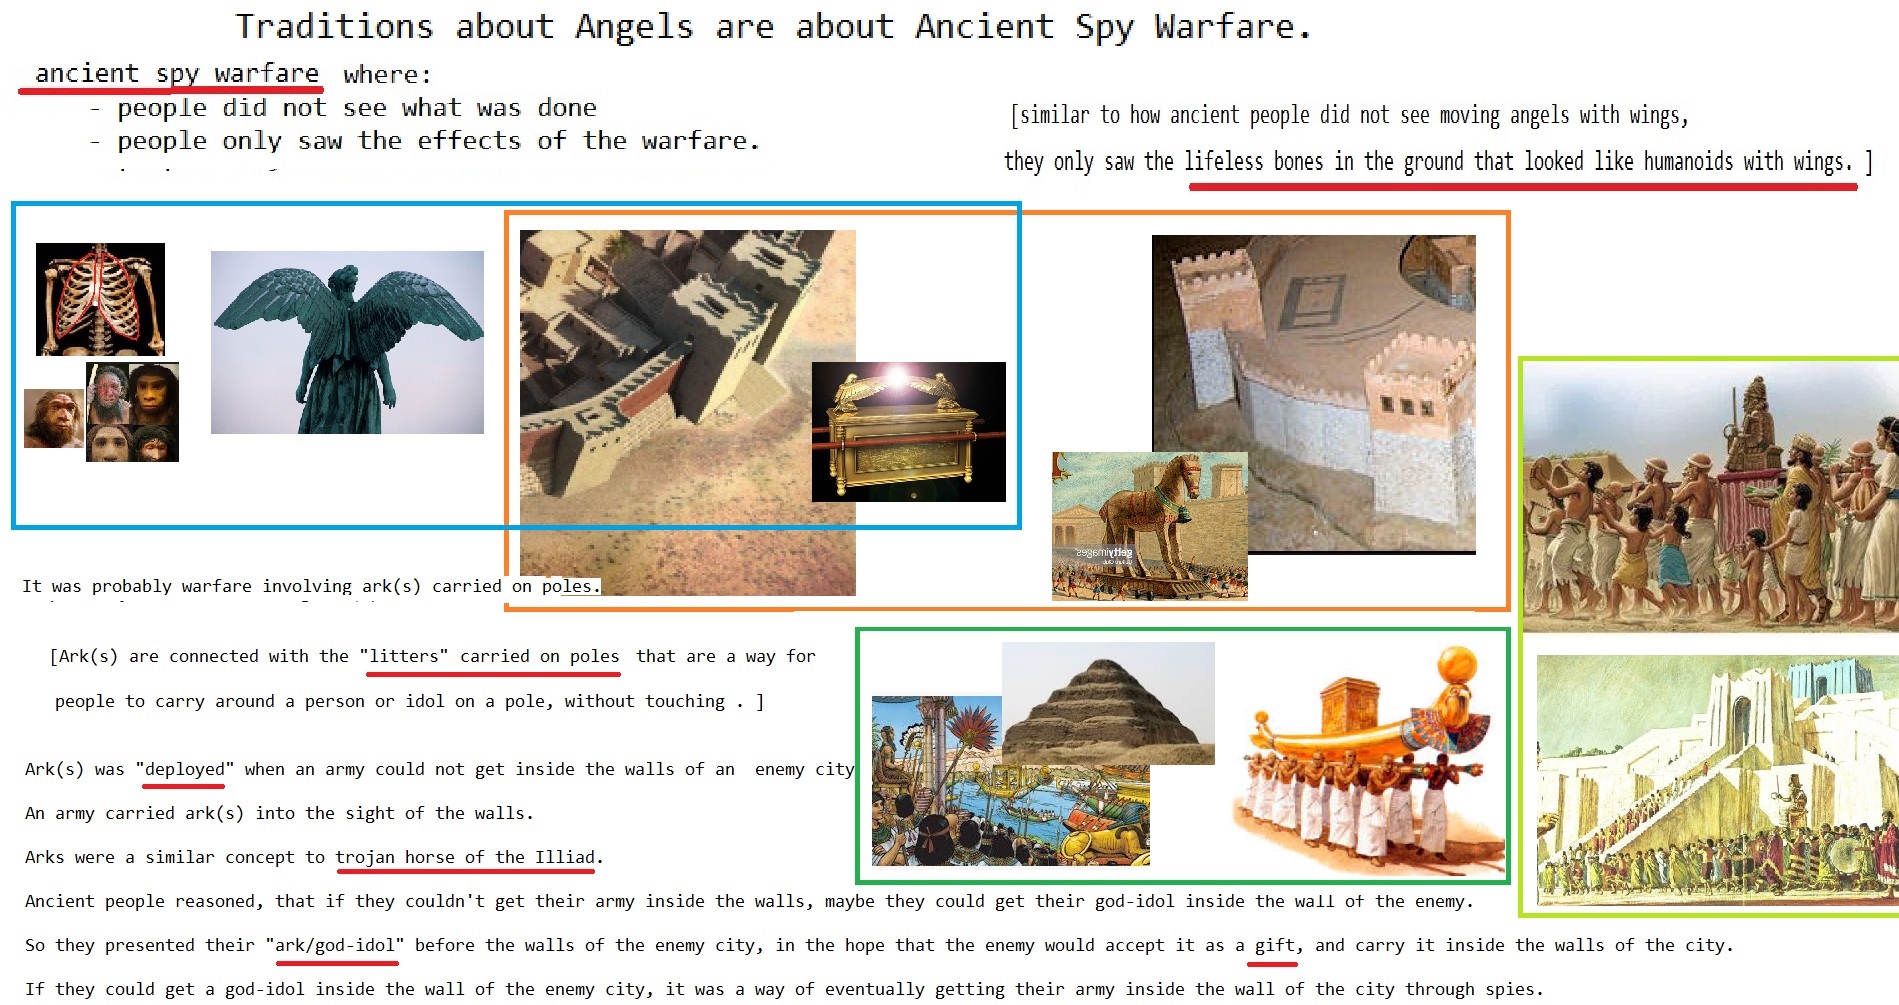 Traditions about Angels are about Ancient Spy Warfare.
ancient spy warfare where:
- people did not see what was done
- people only saw the effects of the warfare.
[similar to how ancient people did not see moving angels with wings,
they only saw the lifeless bones in the ground that looked like humanoids with wings. ]
gettyimages
It was probably warfare involving ark(s) carried on poles.
[Ark(s) are connected with the "litters" carried on poles that are a way for
people to carry around a person or idol on a pole, without touching . ]
Ark(s) was "deployed" when an army could not get inside the walls of an enemy city
An army carried ark(s) into the sight of the walls.
Arks were a similar concept to trojan horse of the Illiad.
Ancient people reasoned, that if they couldn't get their army inside the walls, maybe they could get their god-idol inside the wall of the enemy.
So they presented their "ark/god-idol" before the walls of the enemy city, in the hope that the enemy would accept it as a gift, and carry it inside the walls of the city.
If they could get a god-idol inside the wall of the enemy city, it was a way of eventually getting their army inside the wall of the city through spies.